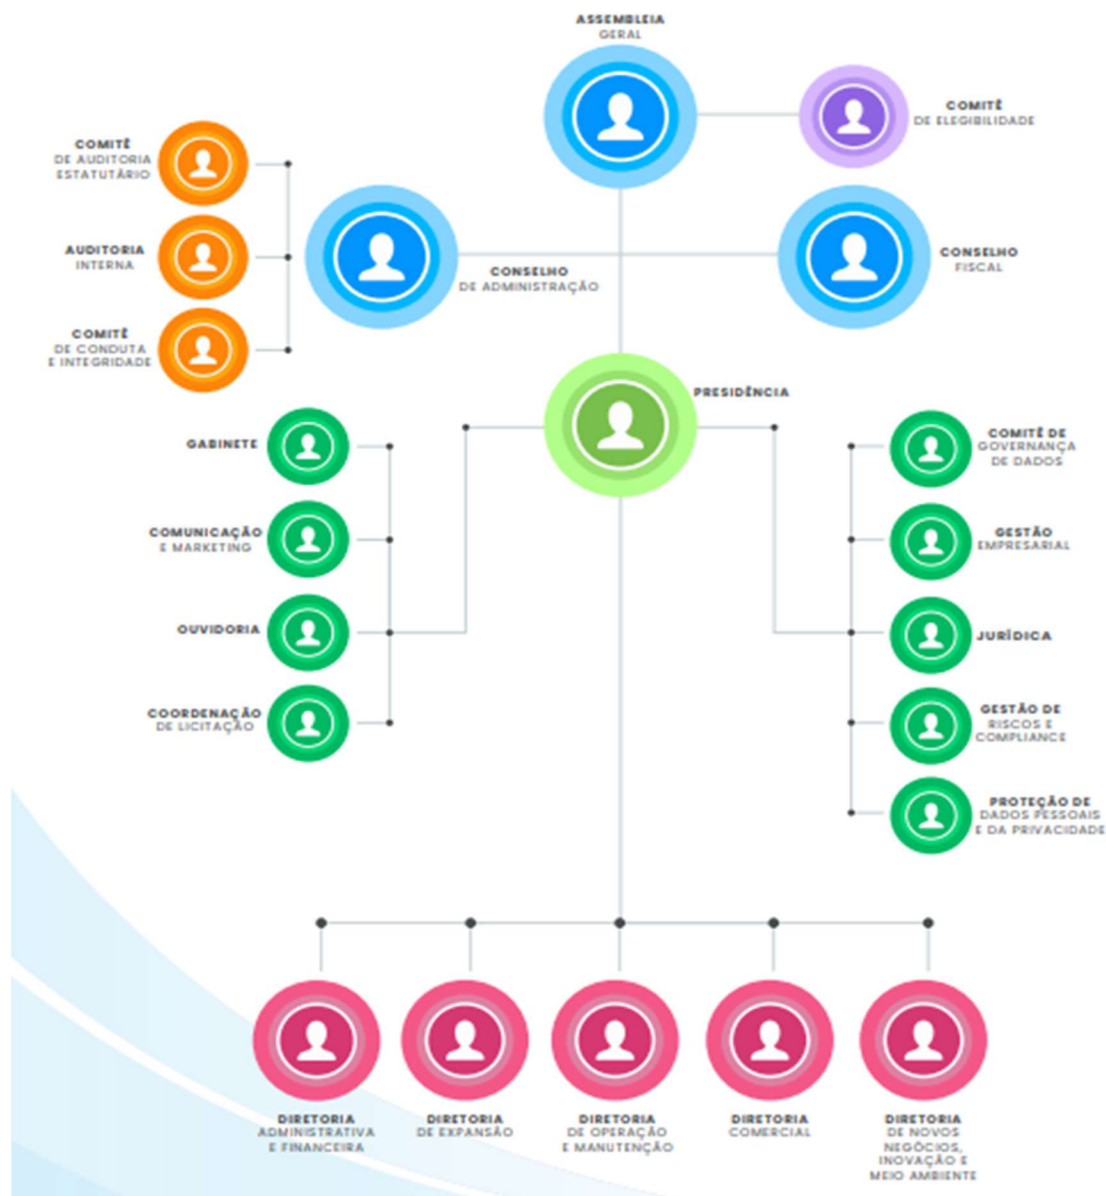 ASSEMBLEIA
GERAL
COMITÊ
DE ELEGIBILIDADE
COMITÊ
DE AUDITORIA
ESTATUTÁRIO
AUDITORIA
INTERNA
COMITÊ
DE CONDUTA
E INTEGRIDADE
CONSELHO
DE ADMINISTRAÇÃO
CONSELHO
FISCAL
PRESIDÊNCIA
GABINETE
COMUNICAÇÃO
E MARKETING
OUVIDORIA
COORDENAÇÃO
DE LICITAÇÃO
COMITÊ DE
GOVERNANÇA
DE DADOS
GESTÃO
EMPRESARIAL
JURÍDICA
GESTÃO DE
RISCOS E
COMPLIANCE
PROTEÇÃO DE
DADOS PESSOAIS
E DA PRIVACIDADE
DIRETORIA
ADMINISTRATIVA
E FINANCEIRA
DIRETORIA
DE EXPANSÃO
DIRETORIA
DE OPERAÇÃO
E MANUTENÇÃO
DIRETORIA
COMERCIAL
DIRETORIA
DE NOVOS
NEGÓCIOS,
INOVAÇÃO E
MEIO AMBIENTE